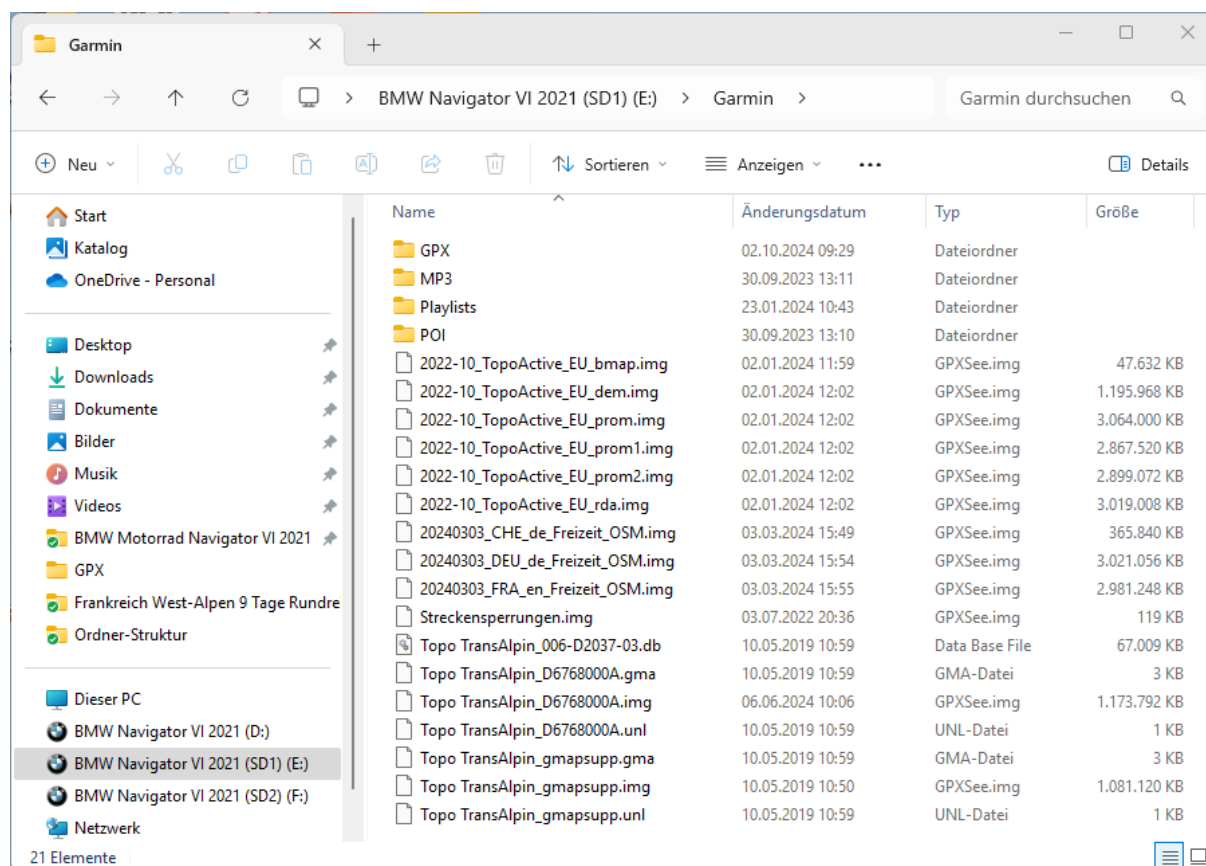 Garmin
BMW Navigator VI 2021 (SD1) (E:) > Garmin >
Garmin durchsuchen
Neu
Sortieren
Anzeigen
Details
Start
Katalog
OneDrive - Personal
Desktop
Downloads
Dokumente
Bilder
Musik
Videos
BMW Motorrad Navigator VI 2021
GPX
Frankreich West-Alpen 9 Tage Rundre
Ordner-Struktur
Dieser PC
BMW Navigator VI 2021 (D:)
BMW Navigator VI 2021 (SD1) (E:)
BMW Navigator VI 2021 (SD2) (F:)
Netzwerk
Name Änderungsdatum Typ Größe
GPX 02.10.2024 09:29 Dateiordner
MP3 30.09.2023 13:11 Dateiordner
Playlists 23.01.2024 10:43 Dateiordner
POI 30.09.2023 13:10 Dateiordner
2022-10_TopoActive_EU_bmap.img 02.01.2024 11:59 GPXSee.img 47.632 KB
2022-10_TopoActive_EU_dem.img 02.01.2024 12:02 GPXSee.img 1.195.968 KB
2022-10_TopoActive_EU_prom.img 02.01.2024 12:02 GPXSee.img 3.064.000 KB
2022-10_TopoActive_EU_prom1.img 02.01.2024 12:02 GPXSee.img 2.867.520 KB
2022-10_TopoActive_EU_prom2.img 02.01.2024 12:02 GPXSee.img 2.899.072 KB
2022-10_TopoActive_EU_rda.img 02.01.2024 12:02 GPXSee.img 3.019.008 KB
20240303_CHE_de_Freizeit_OSM.img 03.03.2024 15:49 GPXSee.img 365.840 KB
20240303_DEU_de_Freizeit_OSM.img 03.03.2024 15:54 GPXSee.img 3.021.056 KB
20240303_FRA_en_Freizeit_OSM.img 03.03.2024 15:55 GPXSee.img 2.981.248 KB
Streckensperrungen.img 03.07.2022 20:36 GPXSee.img 119 KB
Topo TransAlpin_006-D2037-03.db 10.05.2019 10:59 Data Base File 67.009 KB
Topo TransAlpin_D6768000A.gma 10.05.2019 10:59 GMA-Datei 3 KB
Topo TransAlpin_D6768000A.img 06.06.2024 10:06 GPXSee.img 1.173.792 KB
Topo TransAlpin_D6768000A.unl 10.05.2019 10:59 UNL-Datei 1 KB
Topo TransAlpin_gmapsupp.gma 10.05.2019 10:59 GMA-Datei 3 KB
Topo TransAlpin_gmapsupp.img 10.05.2019 10:50 GPXSee.img 1.081.120 KB
Topo TransAlpin_gmapsupp.unl 10.05.2019 10:59 UNL-Datei 1 KB
21 Elemente